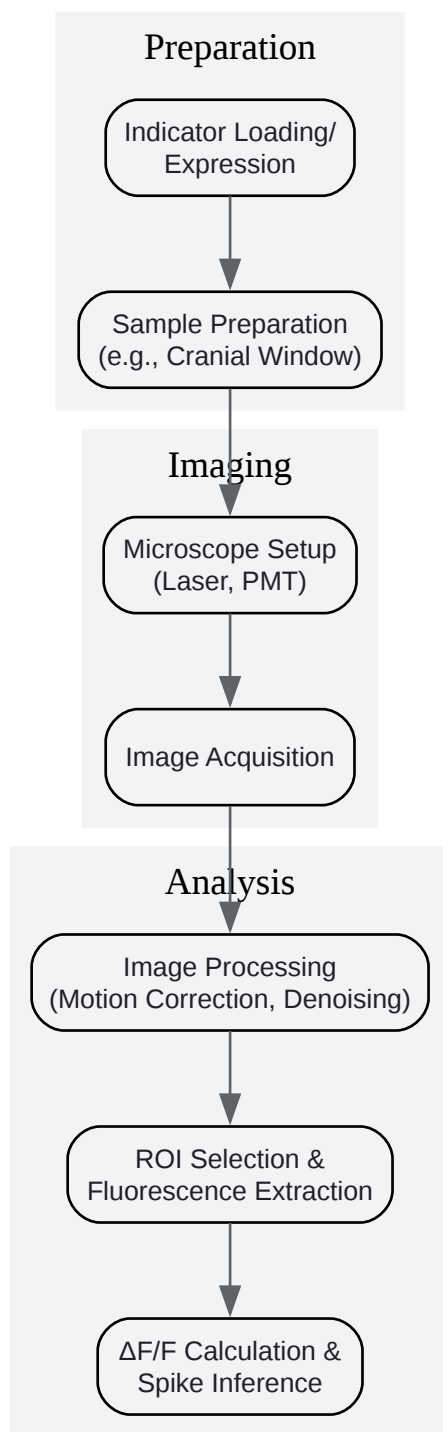 Preparation
Indicator Loading/
Expression
Sample Preparation
(e.g., Cranial Window)
Imaging
Microscope Setup
(Laser, PMT)
Image Acquisition
Analysis
Image Processing
(Motion Correction, Denoising)
ROI Selection &
Fluorescence Extraction
ΔF/F Calculation &
Spike Inference